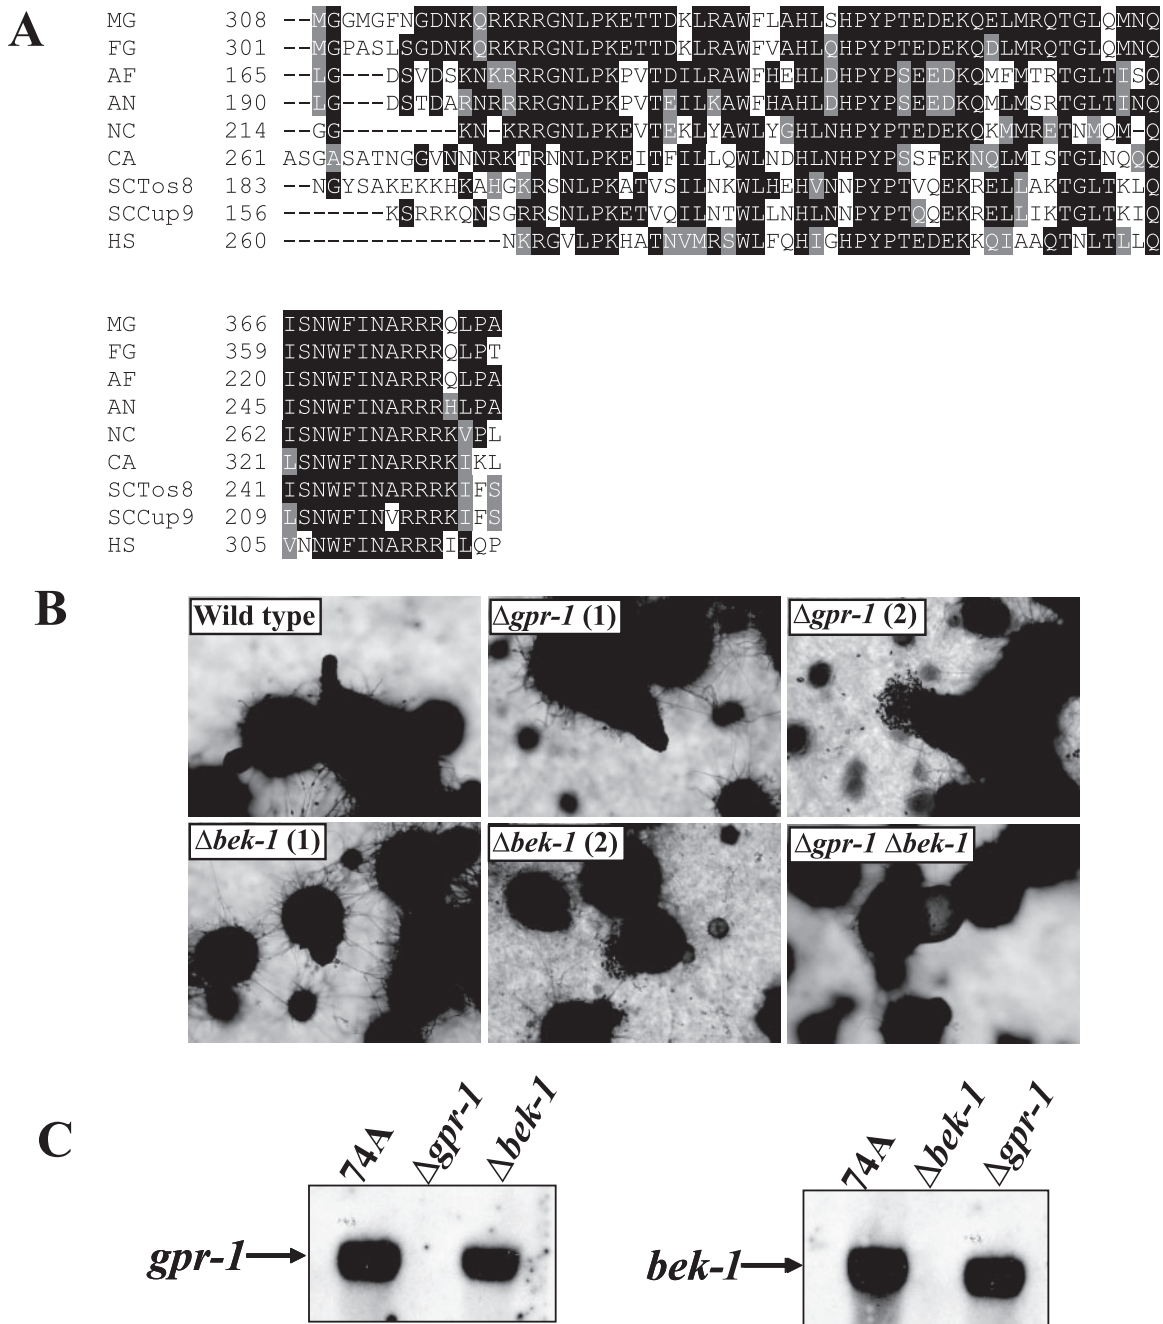 A
MG 308 --MGGMGFNGDNKQRKRRGNLPKETTDKLRAWFLAHLSHPYPTEDEKQELMRQTGLQMNQ
FG 301 --MGPASLSGDNKQRKRRGNLPKETTDKLRAWFVAHLQHPYPTEDEKQDLMRQTGLQMNQ
AF 165 --LG---DSVDSKNKRRRGNLPKPVTDILRAWFHEHLDHPYPSEEDKQMFMTRTGLTISQ
AN 190 --LG---DSTDARNRRRRGNLPKPVTEILKAWFHAHLDHPYPSEEDKQMLMSRTGLTINQ
NC 214 --GG--------KN-KRRGNLPKEVTEKLYAWLYGHLNHPYPTEDEKQKMMRETNMQM-Q
CA 261 ASGASATNGGVNNNRKTRNNLPKEITFILLQWLNDHLNHPYPSSFEKNQLMISTGLNQQQ
SCTos8 183 --NGYSAKEKKHKAHGKRSNLPKATVSILNKWLHEHVNNPYPTVQEKRELLAKTGLTKLQ
SCCup9 156 -------KSRRKQNSGRRSNLPKETVQILNTWLLNHLNNPYPTQQEKRELLIKTGLTKIQ
HS 260 ---------------NKRGVLPKHATNVMRSWLFQHIGHPYPTEDEKKQIAAQTNLTLLQ
MG 366 ISNWFINARRRQLPA
FG 359 ISNWFINARRRQLPT
AF 220 ISNWFINARRRQLPA
AN 245 ISNWFINARRRHLPA
NC 262 ISNWFINARRRKVPL
CA 321 LSNWFINARRRKIKL
SCTos8 241 ISNWFINARRRKIFS
SCCup9 209 LSNWFINVRRRKIFS
HS 305 VNNWFINARRRILQP
B
Wild type
Δgpr-1 (1)
Δgpr-1 (2)
Δbek-1 (1)
Δbek-1 (2)
Δgpr-1 Δbek-1
C
74A Δgpr-1 Δbek-1
gpr-1
74A Δbek-1 Δgpr-1
bek-1